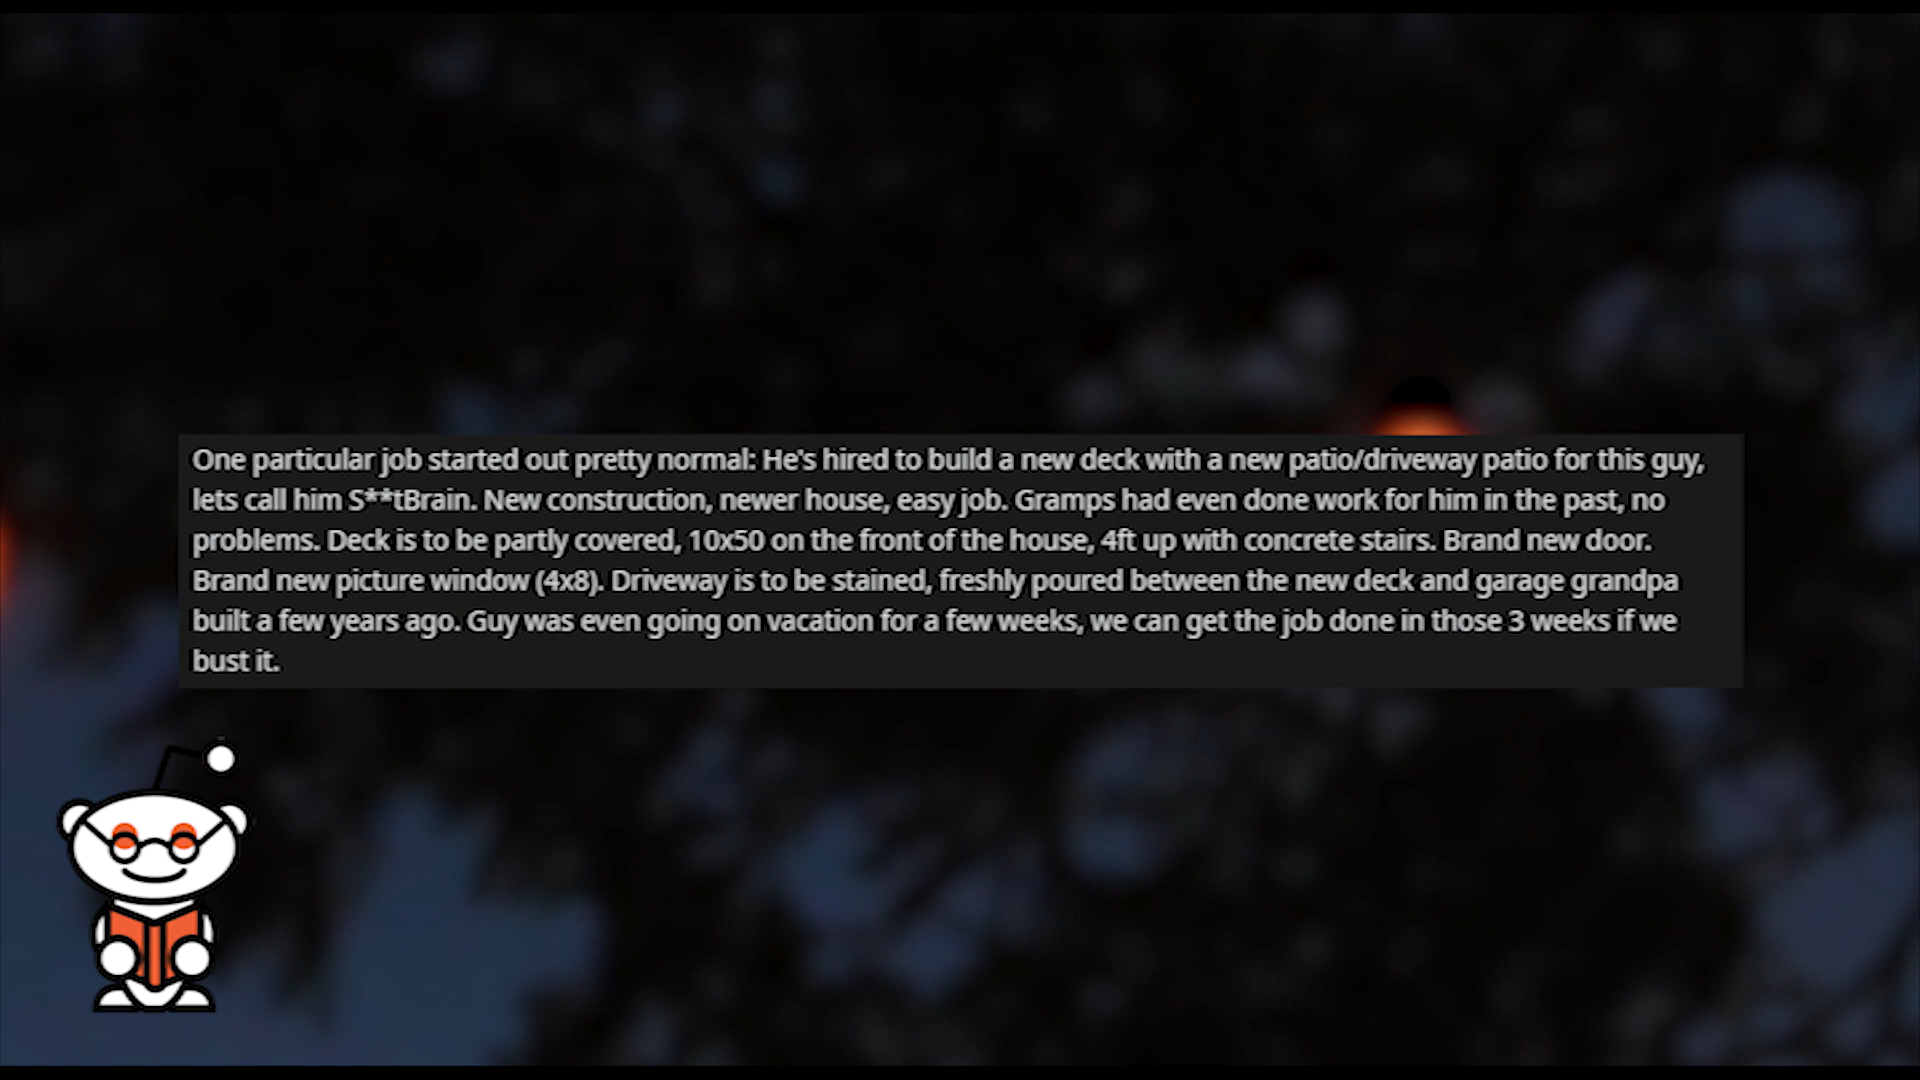 One particular job started out pretty normal: He's hired to build a new deck with a new patio/driveway patio for this guy,
lets call him S**tBrain. New construction, newer house, easy job. Gramps had even done work for him in the past, no
problems. Deck is to be partly covered, 10x50 on the front of the house, 4ft up with concrete stairs. Brand new door.
Brand new picture window (4x8). Driveway is to be stained, freshly poured between the new deck and garage grandpa
built a few years ago. Guy was even going on vacation for a few weeks, we can get the job done in those 3 weeks if we
bust it.